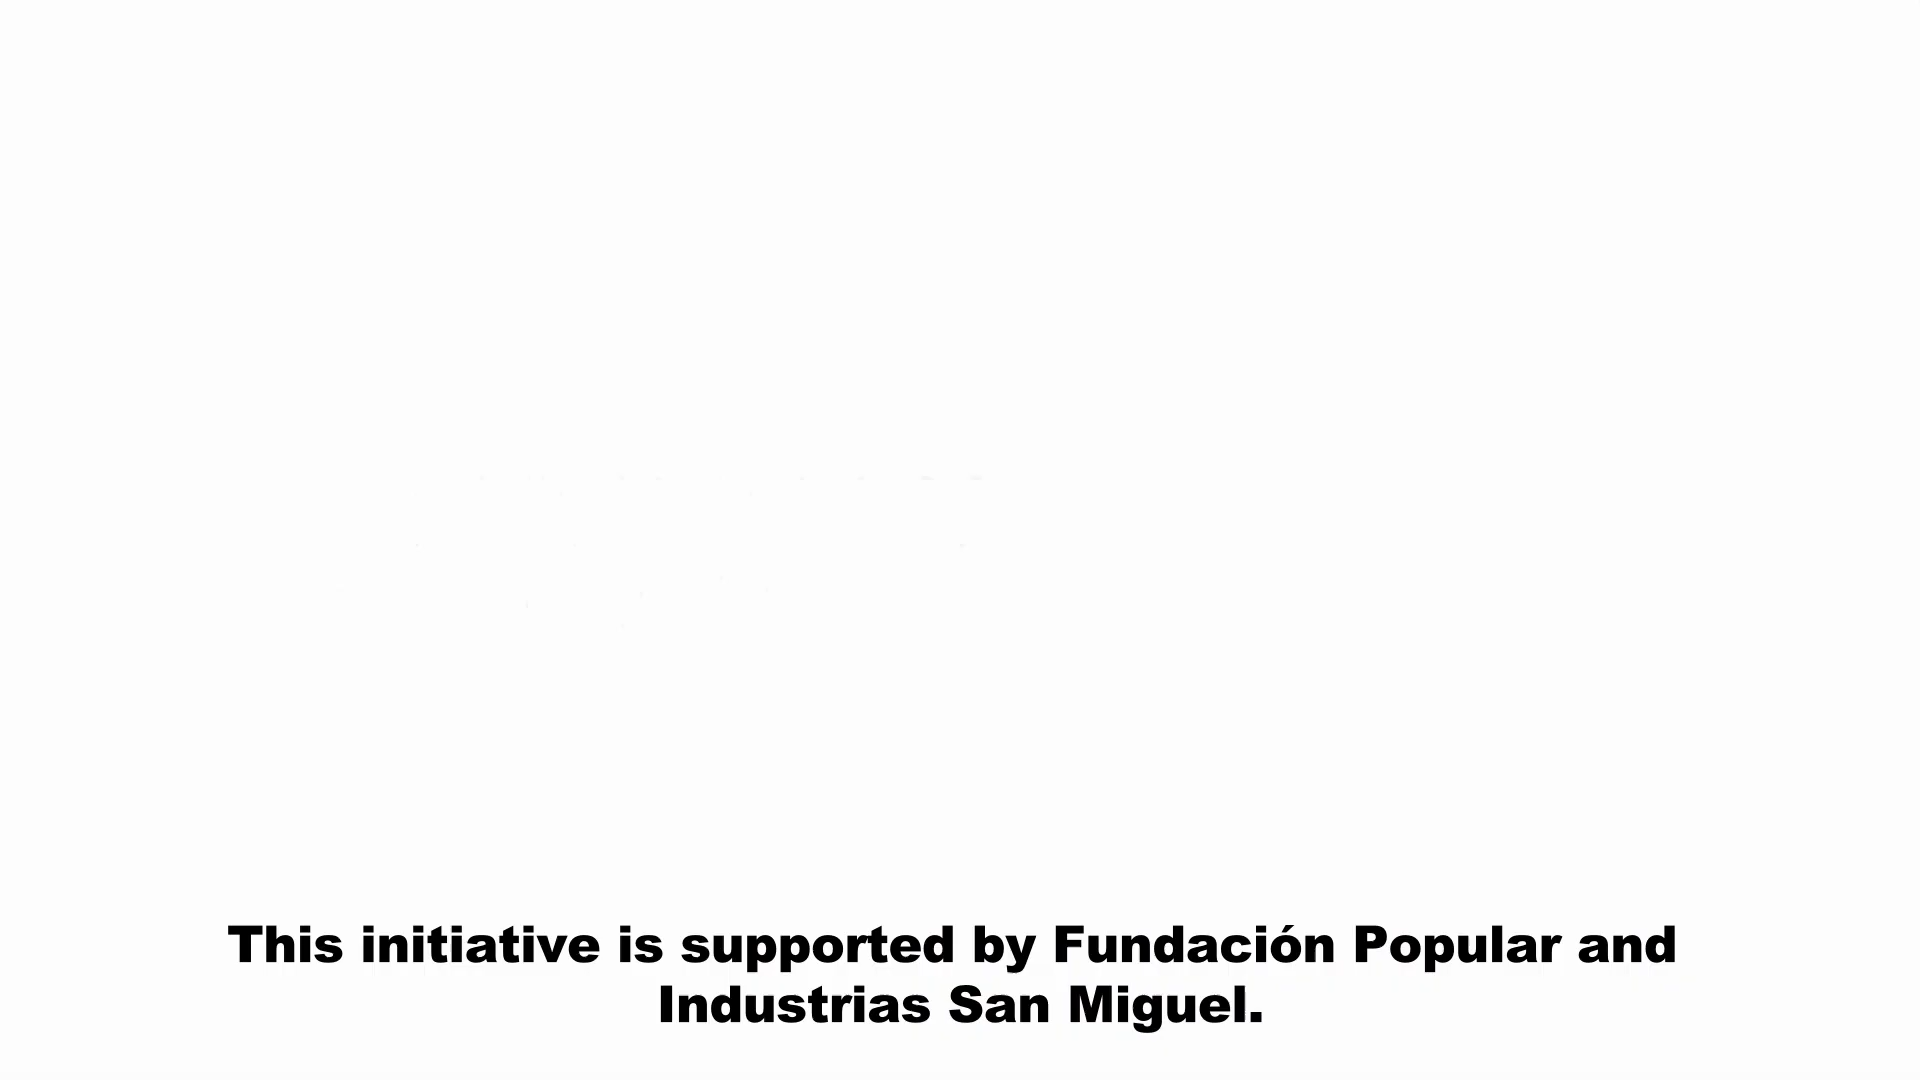 This initiative is supported by Fundación Popular and
Industrias San Miguel.